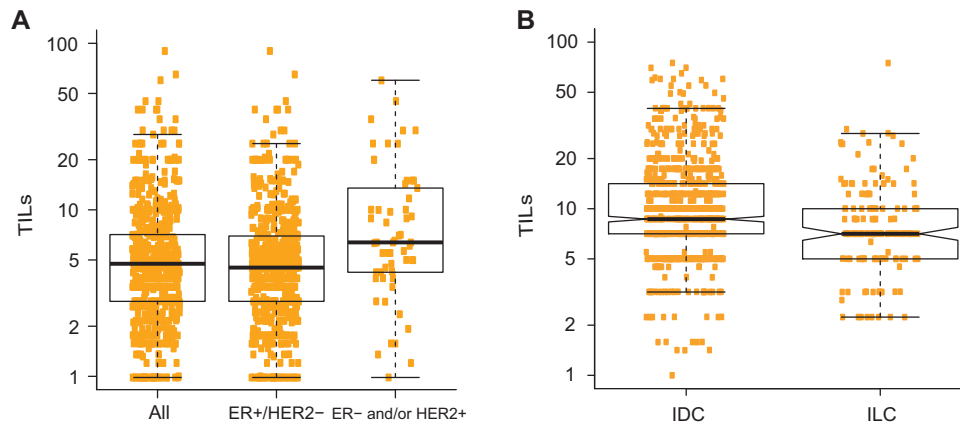 A
TILs
100
50
20
10
5
2
1
All
ER+/HER2−
ER− and/or HER2+
B
TILs
100
50
20
10
5
2
1
IDC
ILC